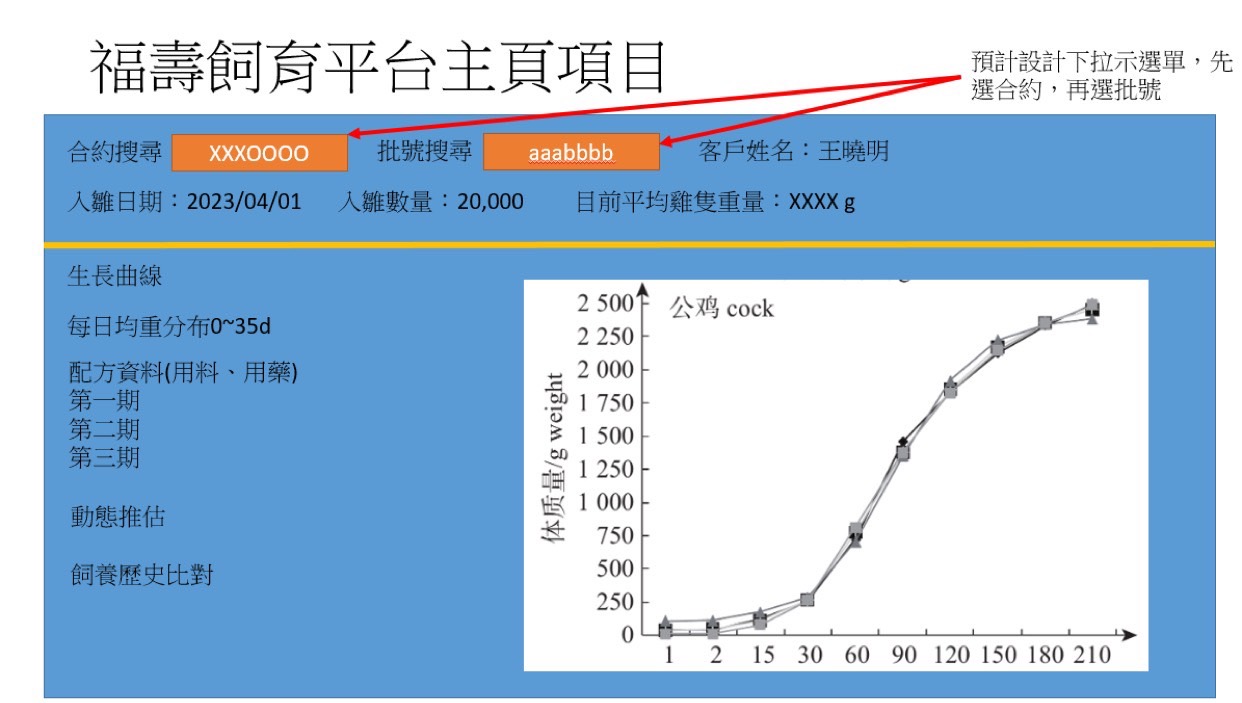 福壽飼育平台主頁項目
預計設計下拉示選單，先
選合約，再選批號
合約搜尋 XXXOOOO 批號搜尋 aaabbbb 客戶姓名：王曉明
入雛日期：2023/04/01 入雛數量：20,000 目前平均雞隻重量：XXXX g
生長曲線
每日均重分布0~35d
配方資料(用料、用藥)
第一期
第二期
第三期
動態推估
飼養歷史比對
公鸡 cock
体质量/g weight
2 500
2 250
2 000
1 750
1 500
1 250
1 000
750
500
250
0
1 2 15 30 60 90 120 150 180 210